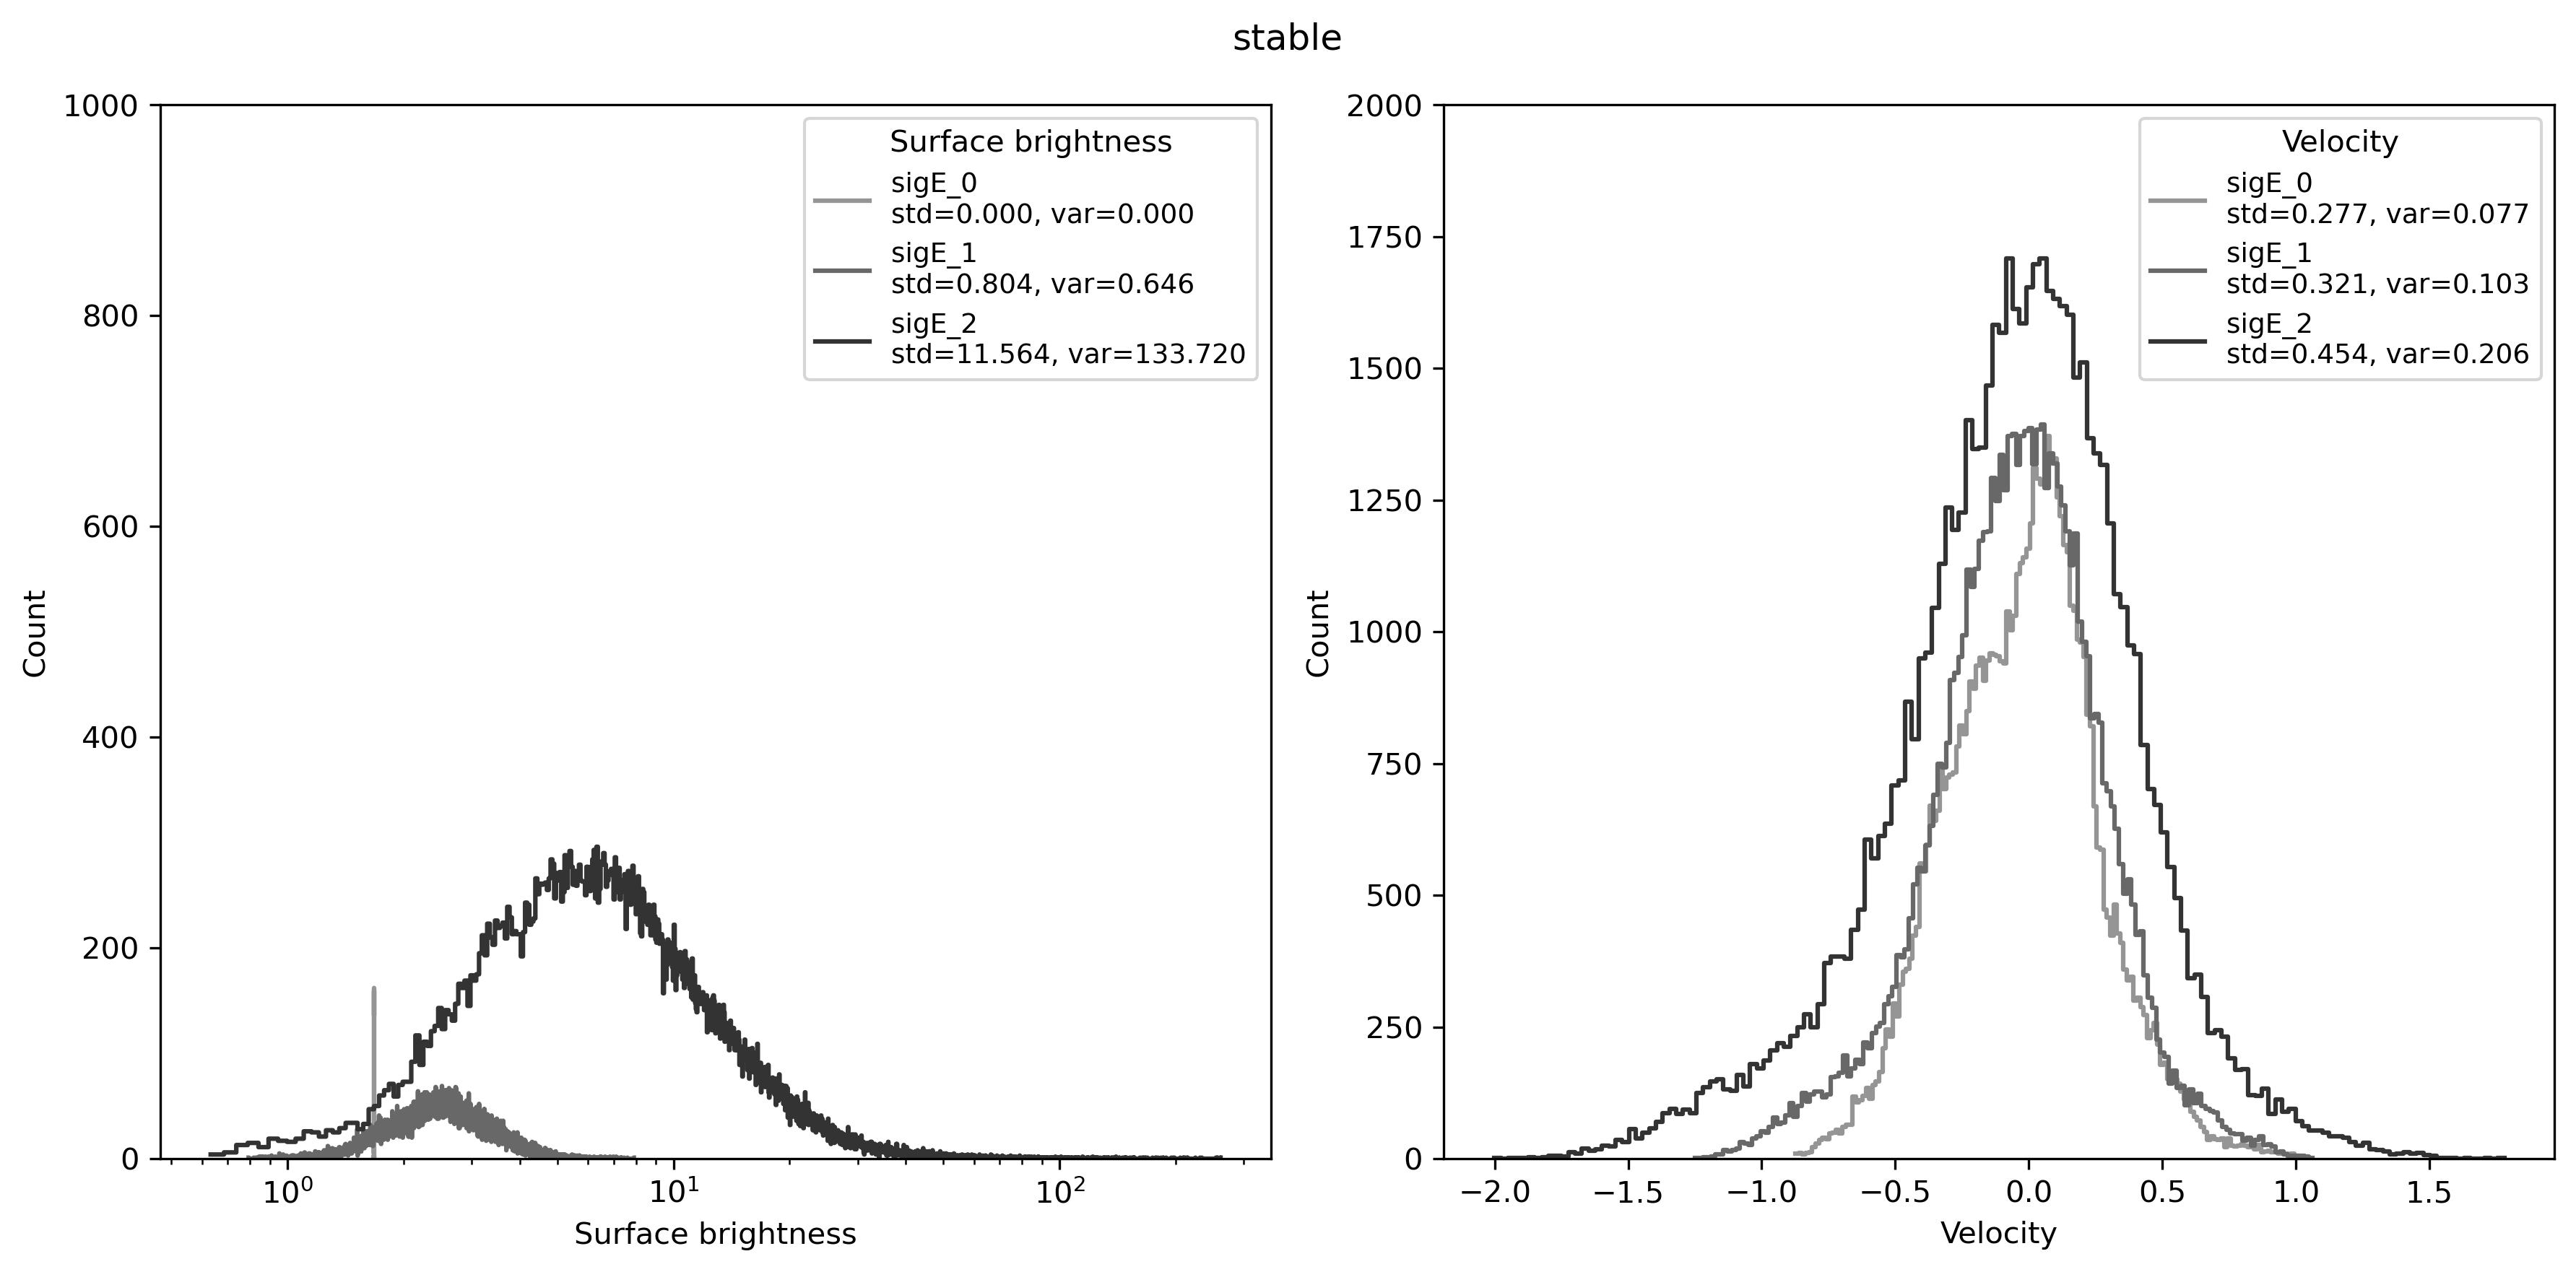 stable
1000
800
600
400
200
0
Count
10⁰
10¹
10²
Surface brightness
Surface brightness
sigE_0
std=0.000, var=0.000
sigE_1
std=0.804, var=0.646
sigE_2
std=11.564, var=133.720
2000
1750
1500
1250
1000
750
500
250
0
Count
−2.0
−1.5
−1.0
−0.5
0.0
0.5
1.0
1.5
Velocity
Velocity
sigE_0
std=0.277, var=0.077
sigE_1
std=0.321, var=0.103
sigE_2
std=0.454, var=0.206